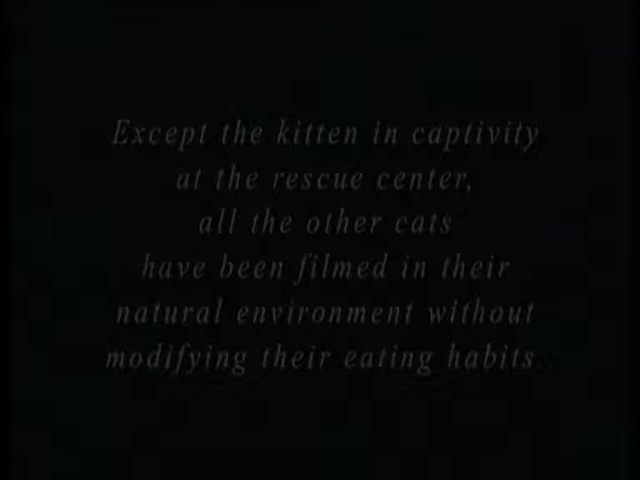 Except the kitten in captivity
at the rescue center,
all the other cats
have been filmed in their
natural environment without
modifying their eating habits.